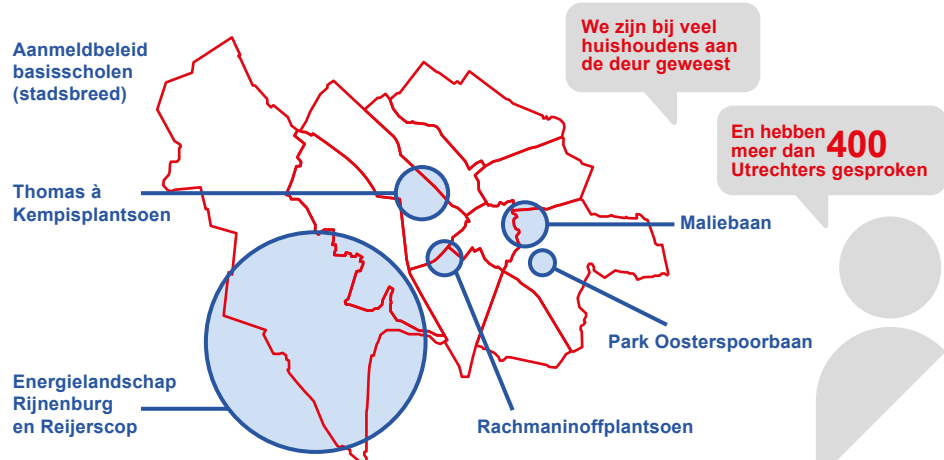 Aanmeldbeleid
basisscholen
(stadsbreed)
We zijn bij veel
huishoudens aan
de deur geweest
En hebben
meer dan 400
Utrechters gesproken
Thomas à
Kempisplantsoen
Maliebaan
Park Oosterspoorbaan
Energielandschap
Rijnenburg
en Reijerscop
Rachmaninoffplantsoen